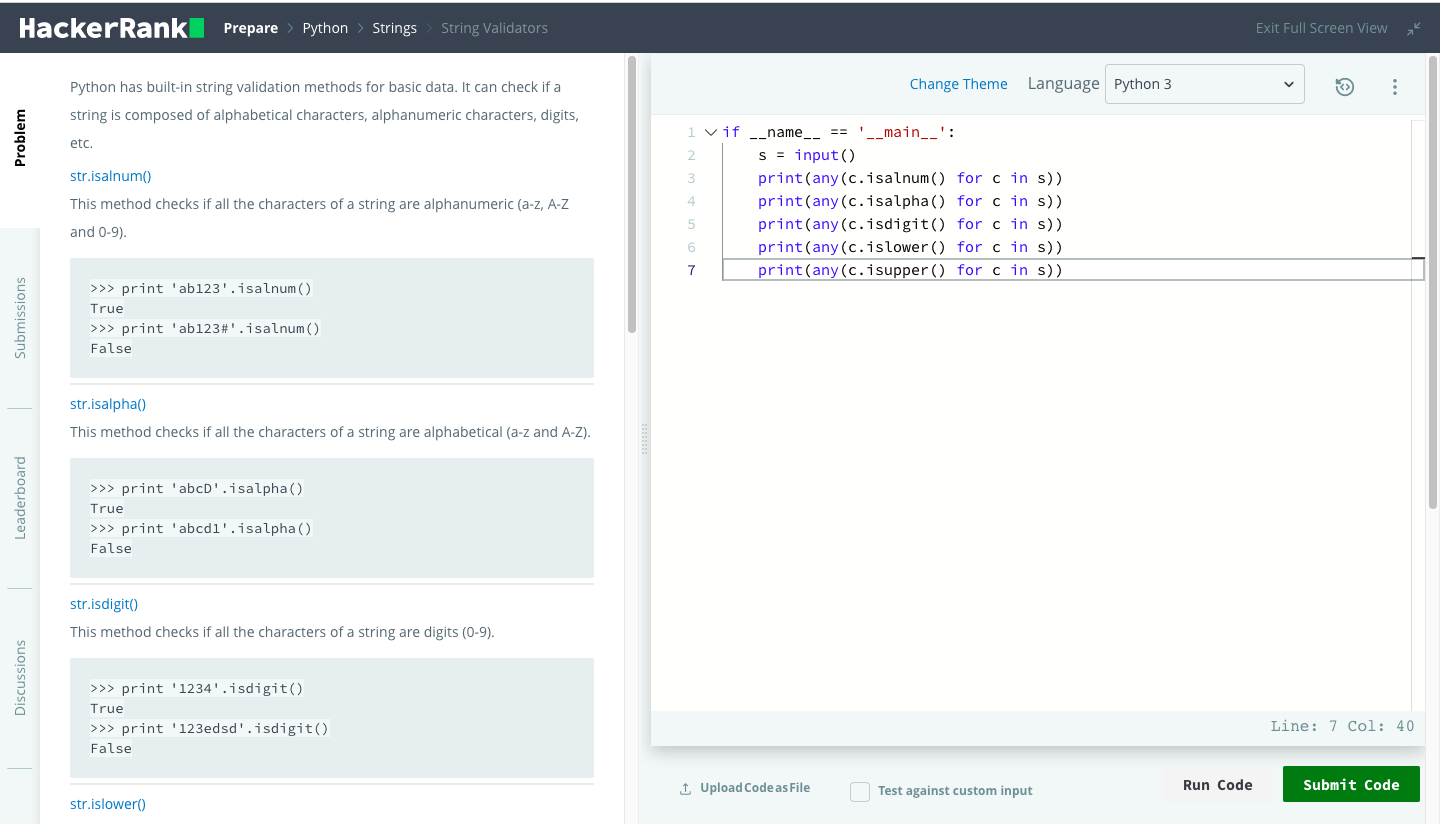 HackerRank Prepare > Python > Strings > String Validators Exit Full Screen View
Problem
Submissions
Leaderboard
Discussions
Python has built-in string validation methods for basic data. It can check if a
string is composed of alphabetical characters, alphanumeric characters, digits,
etc.
str.isalnum()
This method checks if all the characters of a string are alphanumeric (a-z, A-Z
and 0-9).
>>> print 'ab123'.isalnum()
True
>>> print 'ab123#'.isalnum()
False
str.isalpha()
This method checks if all the characters of a string are alphabetical (a-z and A-Z).
>>> print 'abcD'.isalpha()
True
>>> print 'abcd1'.isalpha()
False
str.isdigit()
This method checks if all the characters of a string are digits (0-9).
>>> print '1234'.isdigit()
True
>>> print '123edsd'.isdigit()
False
str.islower()
Change Theme Language Python 3
1 if __name__ == '__main__':
2     s = input()
3     print(any(c.isalnum() for c in s))
4     print(any(c.isalpha() for c in s))
5     print(any(c.isdigit() for c in s))
6     print(any(c.islower() for c in s))
7     print(any(c.isupper() for c in s))
Line: 7 Col: 40
Upload Code as File Test against custom input Run Code Submit Code